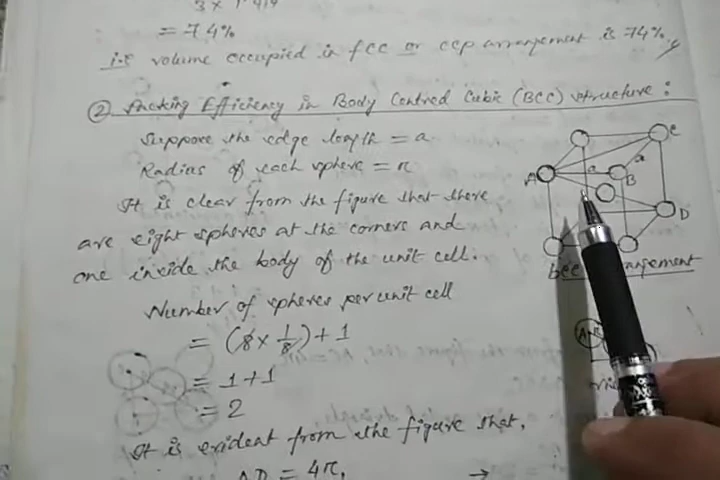 3 × 1.414
= 74%
i.e volume occupied in fcc or ccp arrangement is 74%.
② Packing Efficiency in Body Centred Cubic (BCC) structure:
Suppose the edge length = a
Radius of each sphere = r
It is clear from the figure that there
are eight spheres at the corners and
one inside the body of the unit cell.
Number of spheres per unit cell
= (8 × 1/8) + 1
= 1 + 1
= 2
It is evident from the figure that,
AD = 4r,
A
B
C
D
a
a
bcc
A